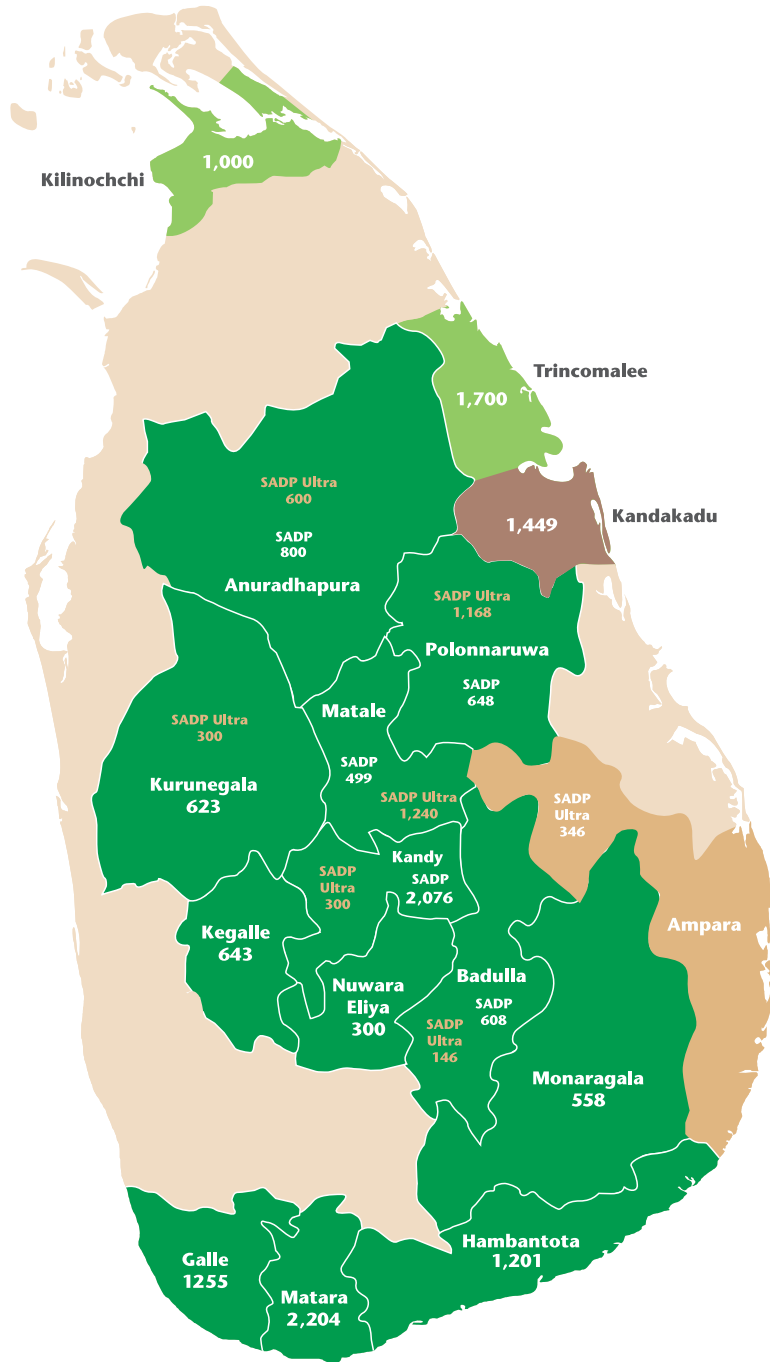 1,000
Kilinochchi
Trincomalee
1,700
SADP Ultra
600
Kandakadu
1,449
SADP
800
Anuradhapura
SADP Ultra
1,168
Polonnaruwa
SADP
648
Matale
SADP Ultra
300
SADP
499
Kurunegala
623
SADP Ultra
1,240
SADP
Ultra
346
Kandy
SADP
2,076
SADP
Ultra
300
Ampara
Kegalle
643
Nuwara
Eliya
300
Badulla
SADP
608
SADP
Ultra
146
Monaragala
558
Hambantota
1,201
Galle
1255
Matara
2,204